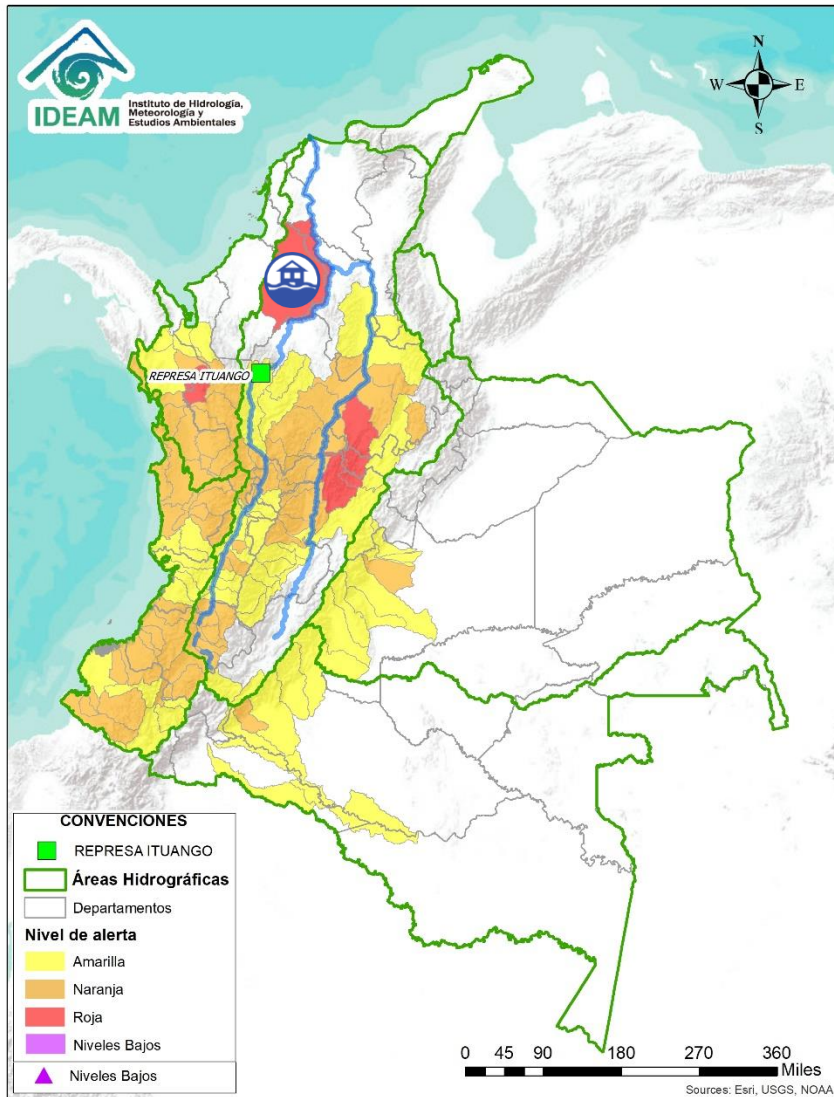 IDEAM
Instituto de Hidrología,
Meteorología y
Estudios Ambientales
N
W
E
S
REPRESA ITUANGO
CONVENCIONES
REPRESA ITUANGO
Áreas Hidrográficas
Departamentos
Nivel de alerta
Amarilla
Naranja
Roja
Niveles Bajos
Niveles Bajos
0 45 90 180 270 360
Miles
Sources: Esri, USGS, NOAA